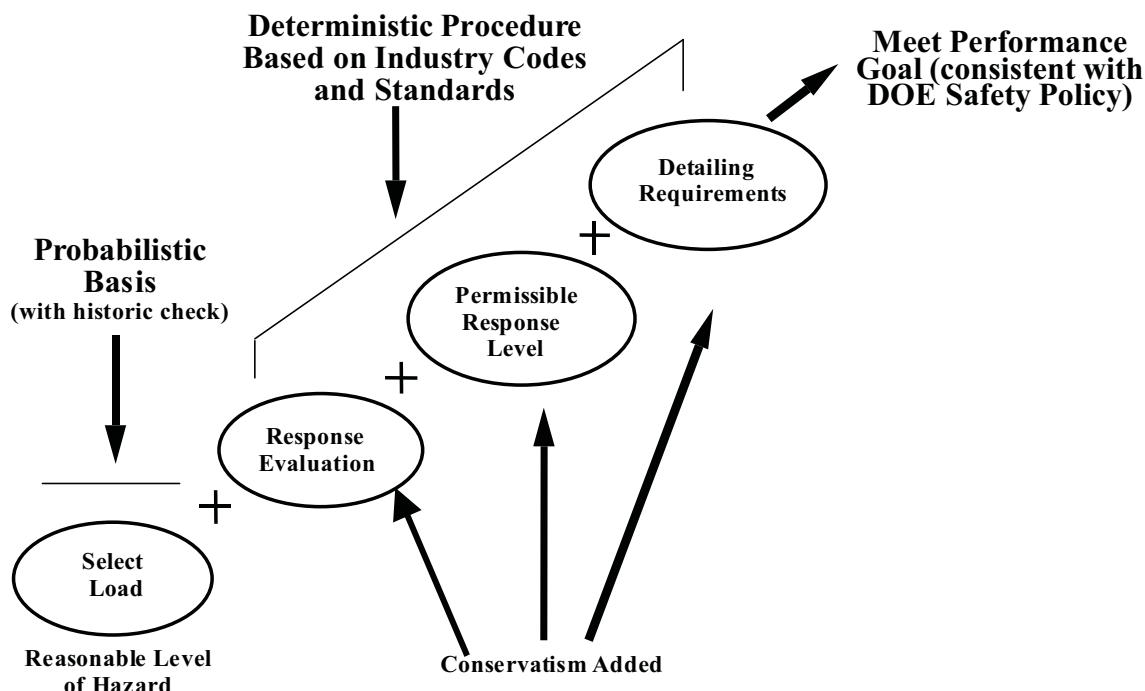 Deterministic Procedure
Based on Industry Codes
and Standards
Meet Performance
Goal (consistent with
DOE Safety Policy)
Detailing
Requirements
+
Probabilistic
Basis
(with historic check)
Permissible
Response
Level
+
Response
Evaluation
+
Select
Load
Reasonable Level
of Hazard
Conservatism Added